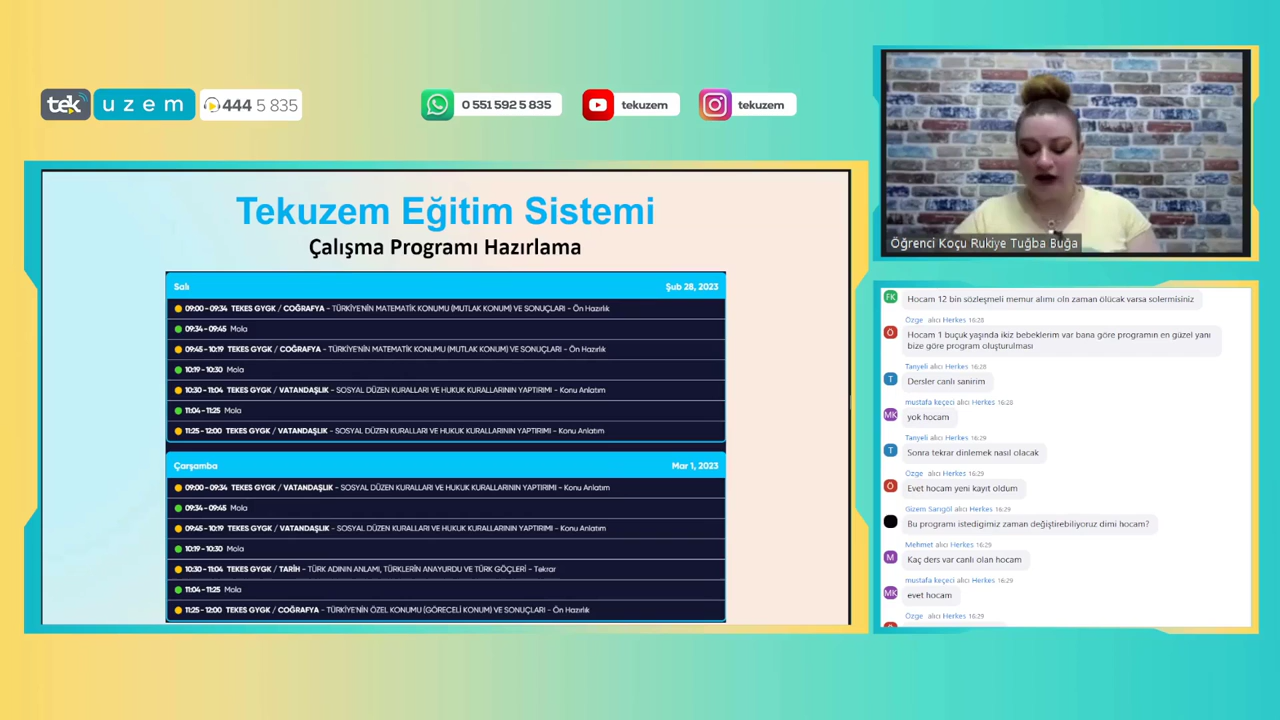 tek uzem 444 5 835
0 551 592 5 835
tekuzem
tekuzem
Tekuzem Eğitim Sistemi
Çalışma Programı Hazırlama
Salı Şub 28, 2023
09:00 - 09:34 TEKES GYGK / COĞRAFYA - TÜRKİYE'NİN MATEMATİK KONUMU (MUTLAK KONUM) VE SONUÇLARI - Ön Hazırlık
09:34 - 09:45 Mola
09:45 - 10:19 TEKES GYGK / COĞRAFYA - TÜRKİYE'NİN MATEMATİK KONUMU (MUTLAK KONUM) VE SONUÇLARI - Ön Hazırlık
10:19 - 10:30 Mola
10:30 - 11:04 TEKES GYGK / VATANDAŞLIK - SOSYAL DÜZEN KURALLARI VE HUKUK KURALLARININ YAPTIRIMI - Konu Anlatım
11:04 - 11:25 Mola
11:25 - 12:00 TEKES GYGK / VATANDAŞLIK - SOSYAL DÜZEN KURALLARI VE HUKUK KURALLARININ YAPTIRIMI - Konu Anlatım
Çarşamba Mar 1, 2023
09:00 - 09:34 TEKES GYGK / VATANDAŞLIK - SOSYAL DÜZEN KURALLARI VE HUKUK KURALLARININ YAPTIRIMI - Konu Anlatım
09:34 - 09:45 Mola
09:45 - 10:19 TEKES GYGK / VATANDAŞLIK - SOSYAL DÜZEN KURALLARI VE HUKUK KURALLARININ YAPTIRIMI - Konu Anlatım
10:19 - 10:30 Mola
10:30 - 11:04 TEKES GYGK / TARİH - TÜRK ADININ ANLAMI, TÜRKLERİN ANAYURDU VE TÜRK GÖÇLERİ - Tekrar
11:04 - 11:25 Mola
11:25 - 12:00 TEKES GYGK / COĞRAFYA - TÜRKİYE'NİN ÖZEL KONUMU (GÖRECELİ KONUM) VE SONUÇLARI - Ön Hazırlık
Öğrenci Koçu Rukiye Tuğba Buğa
FK Hocam 12 bin sözleşmeli memur alımı oln zaman ölücak varsa solermisiniz
Özge alıcı Herkes 16:28
Ö Hocam 1 buçuk yaşında ikiz bebeklerım var bana göre programın en güzel yanı
bize göre program oluşturulması
Tanyeli alıcı Herkes 16:28
T Dersler canlı sanirim
mustafa keçeci alıcı Herkes 16:28
MK yok hocam
Tanyeli alıcı Herkes 16:29
T Sonra tekrar dinlemek nasıl olacak
Özge alıcı Herkes 16:29
Ö Evet hocam yeni kayıt oldum
Gizem Sarıgöl alıcı Herkes 16:29
Bu programı istedigimiz zaman değiştirebiliyoruz dimi hocam?
Mehmet alıcı Herkes 16:29
M Kaç ders var canlı olan hocam
mustafa keçeci alıcı Herkes 16:29
MK evet hocam
Özge alıcı Herkes 16:29